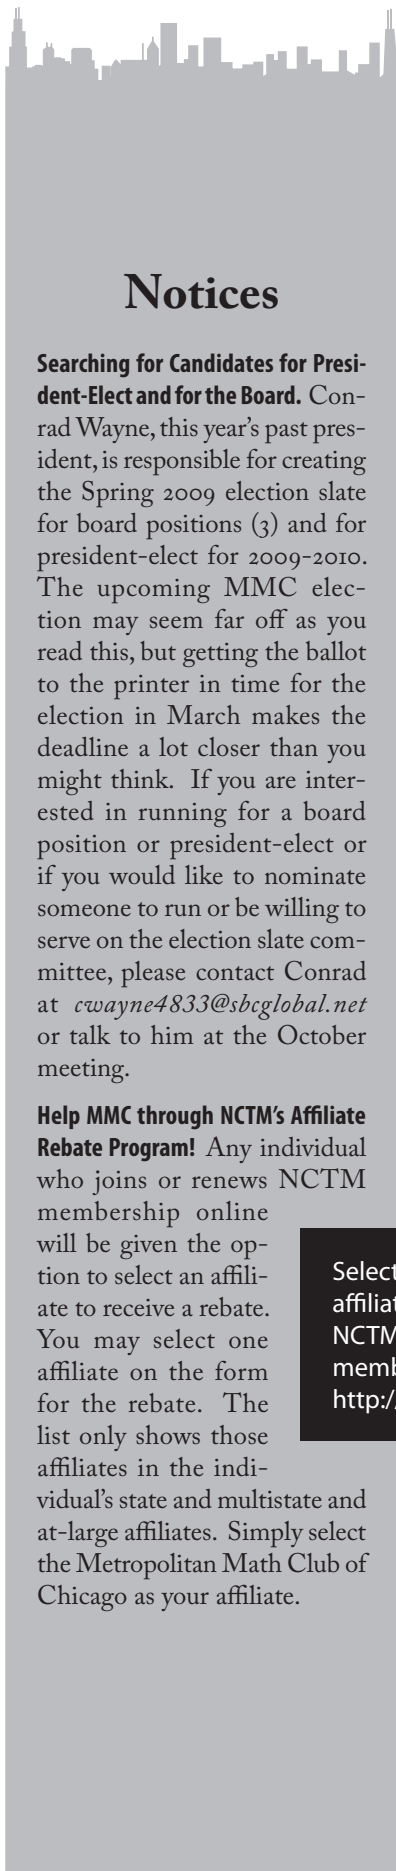 Notices
Searching for Candidates for Presi-
dent-Elect and for the Board. Con-
rad Wayne, this year's past pres-
ident, is responsible for creating
the Spring 2009 election slate
for board positions (3) and for
president-elect for 2009-2010.
The upcoming MMC elec-
tion may seem far off as you
read this, but getting the ballot
to the printer in time for the
election in March makes the
deadline a lot closer than you
might think. If you are inter-
ested in running for a board
position or president-elect or
if you would like to nominate
someone to run or be willing to
serve on the election slate com-
mittee, please contact Conrad
at cwayne4833@sbcglobal.net
or talk to him at the October
meeting.
Help MMC through NCTM's Affiliate
Rebate Program! Any individual
who joins or renews NCTM
membership online
will be given the op-
tion to select an affili-
ate to receive a rebate.
You may select one
affiliate on the form
for the rebate. The
list only shows those
affiliates in the indi-
vidual's state and multistate and
at-large affiliates. Simply select
the Metropolitan Math Club of
Chicago as your affiliate.
Select
NCTM
http:/